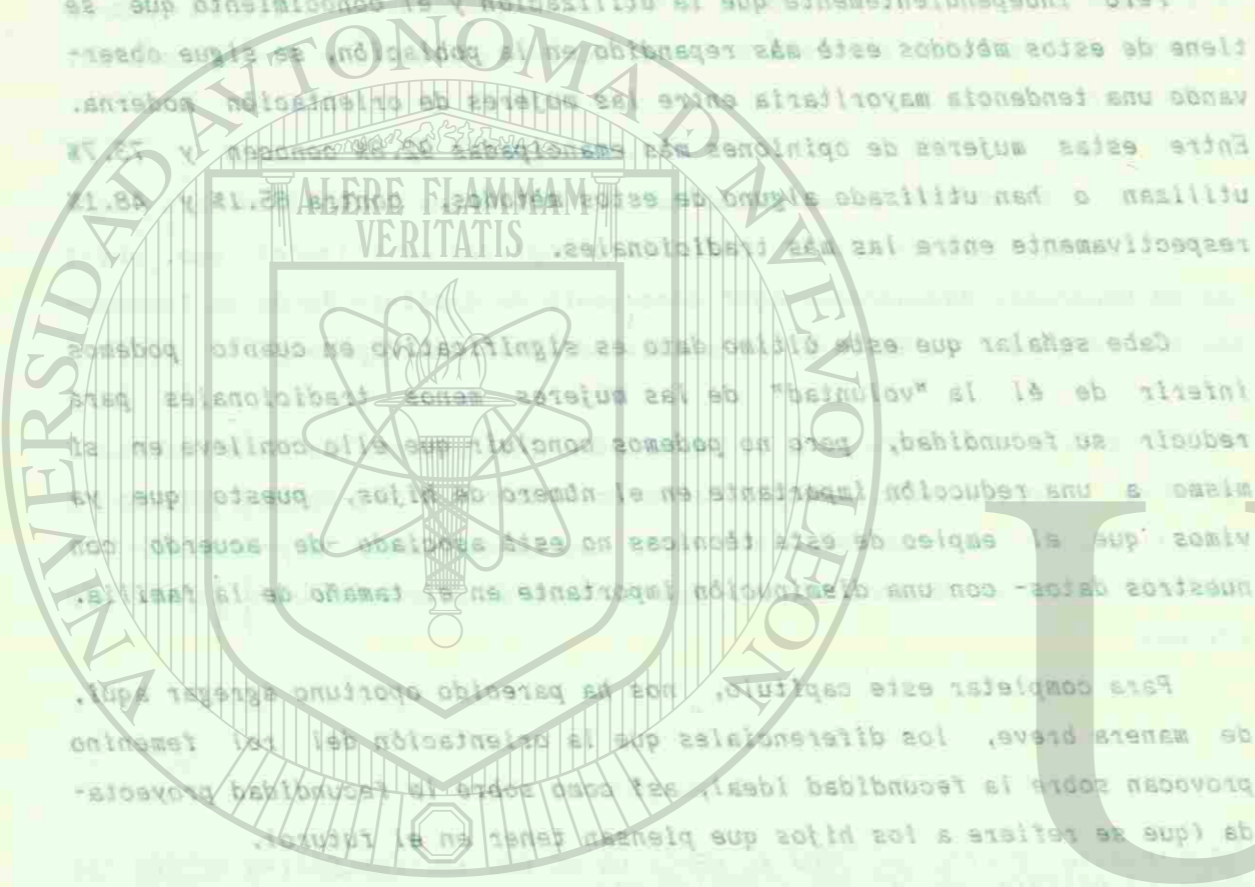 Pero independientemente que la utilización y el conocimiento que se
tiene de estos métodos esté más repandido en la población, se sigue obser-
vando una tendencia mayoritaria entre las mujeres de orientación moderna.
Entre estas mujeres de opiniones más emancipadas 92.8% conocen y 73.7%
utilizan o han utilizado alguno de estos métodos, contra 85.1% y 48.1%
respectivamente entre las más tradicionales.
Cabe señalar que este último dato es significativo en cuanto podemos
inferir de él la "voluntad" de las mujeres menos tradicionales para
reducir su fecundidad, pero no podemos concluir que ello conlleve en sí
mismo a una reducción importante en el número de hijos, puesto que ya
vimos que el empleo de esta técnicas no está asociado -de acuerdo con
nuestros datos- con una disminución importante en el tamaño de la familia.
Para completar este capítulo, nos ha parecido oportuno agregar aquí,
de manera breve, los diferenciales que la orientación del rol femenino
provocan sobre la fecundidad ideal, así como sobre la fecundidad proyecta-
da (que se refiere a los hijos que piensan tener en el futuro).
UNIVERSIDAD AVTONOMA DE NVEVO LEON
ALERE FLAMMAM
VERITATIS
U